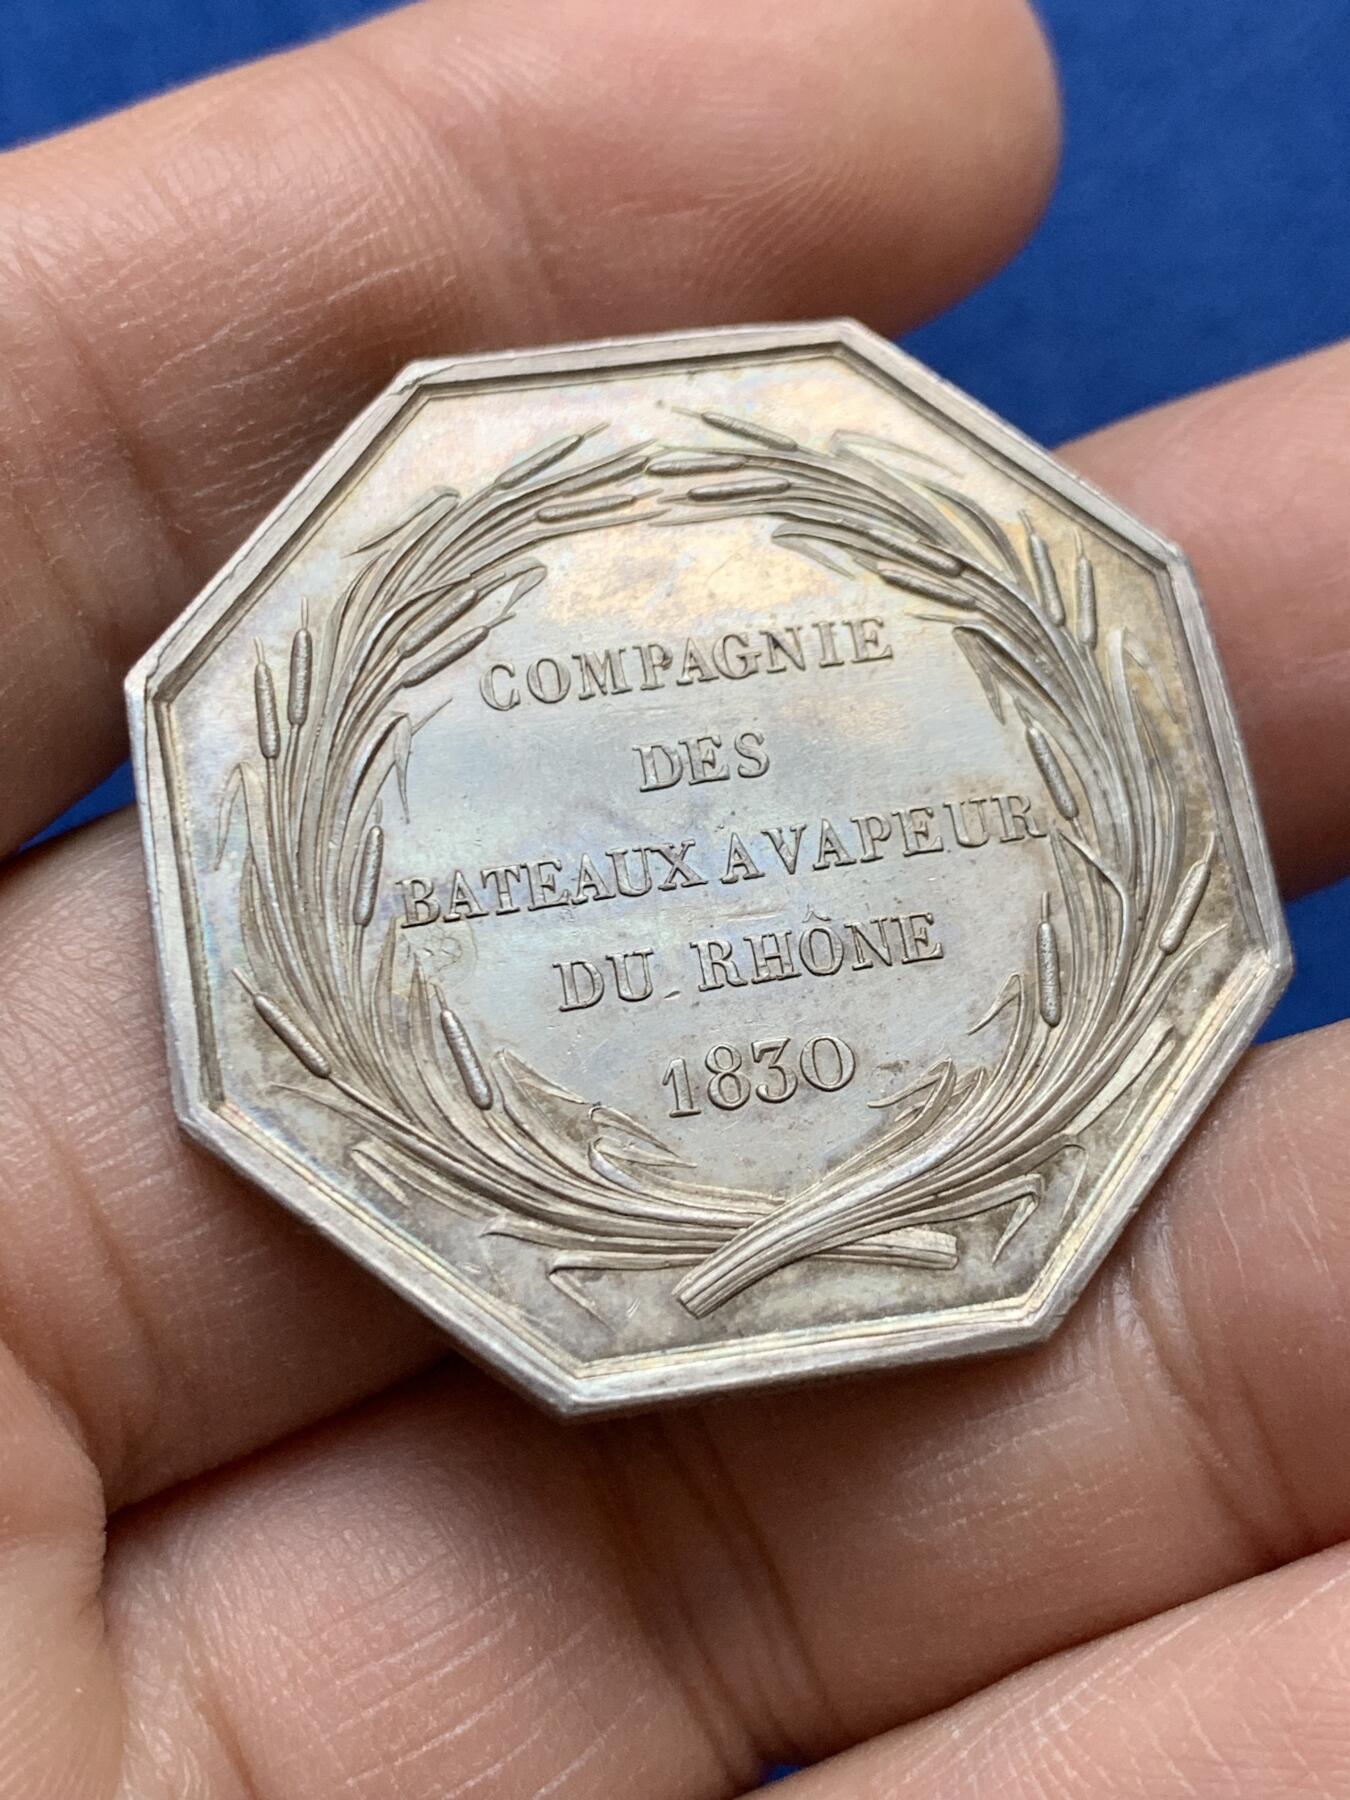 COMPAGNIE
DES
BATEAUX A VAPEUR
DU RHÔNE
1830